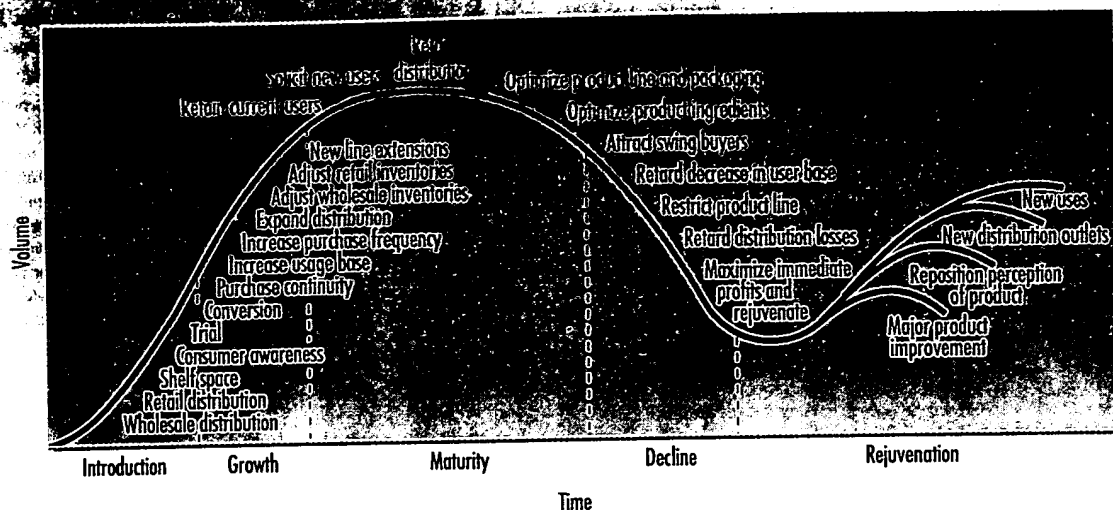 distribution
new users
Retain current users
Optimize product line and packaging
Optimize product ingredients
Attract swing buyers
Retard decrease in user base
Restrict product line
Retard distribution losses
Maximize immediate
profits and
rejuvenate
New line extensions
Adjust retail inventories
Adjust wholesale inventories
Expand distribution
Increase purchase frequency
Increase usage base
Purchase continuity
Conversion
Trial
Consumer awareness
Shelf space
Retail distribution
Wholesale distribution
New uses
New distribution outlets
Reposition perception
of product
Major product
improvement
Volume
Introduction
Growth
Maturity
Decline
Rejuvenation
Time